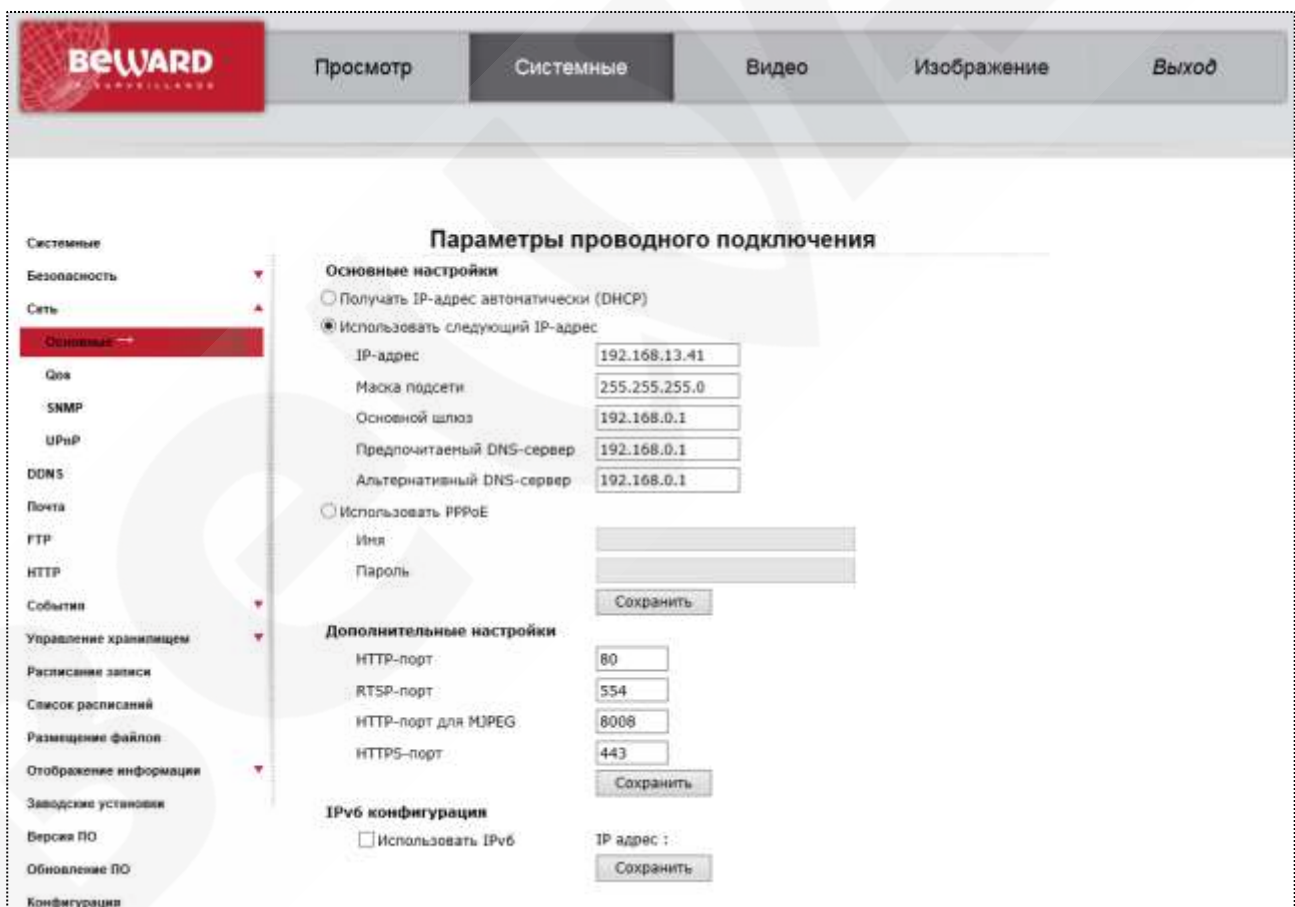 BEWARD
IP SURVEILLANCE
Просмотр
Системные
Видео
Изображение
Выход
Системные
Безопасность
Сеть
Основные →
Qos
SNMP
UPnP
DDNS
Почта
FTP
HTTP
События
Управление хранилищем
Расписание записи
Список расписаний
Размещение файлов
Отображение информации
Заводские установки
Версия ПО
Обновление ПО
Конфигурация
Параметры проводного подключения
Основные настройки
Получать IP-адрес автоматически (DHCP)
Использовать следующий IP-адрес
IP-адрес 192.168.13.41
Маска подсети 255.255.255.0
Основной шлюз 192.168.0.1
Предпочитаемый DNS-сервер 192.168.0.1
Альтернативный DNS-сервер 192.168.0.1
Использовать PPPoE
Имя
Пароль
Сохранить
Дополнительные настройки
HTTP-порт 80
RTSP-порт 554
HTTP-порт для MJPEG 8008
HTTPS-порт 443
Сохранить
IPv6 конфигурация
Использовать IPv6 IP адрес :
Сохранить